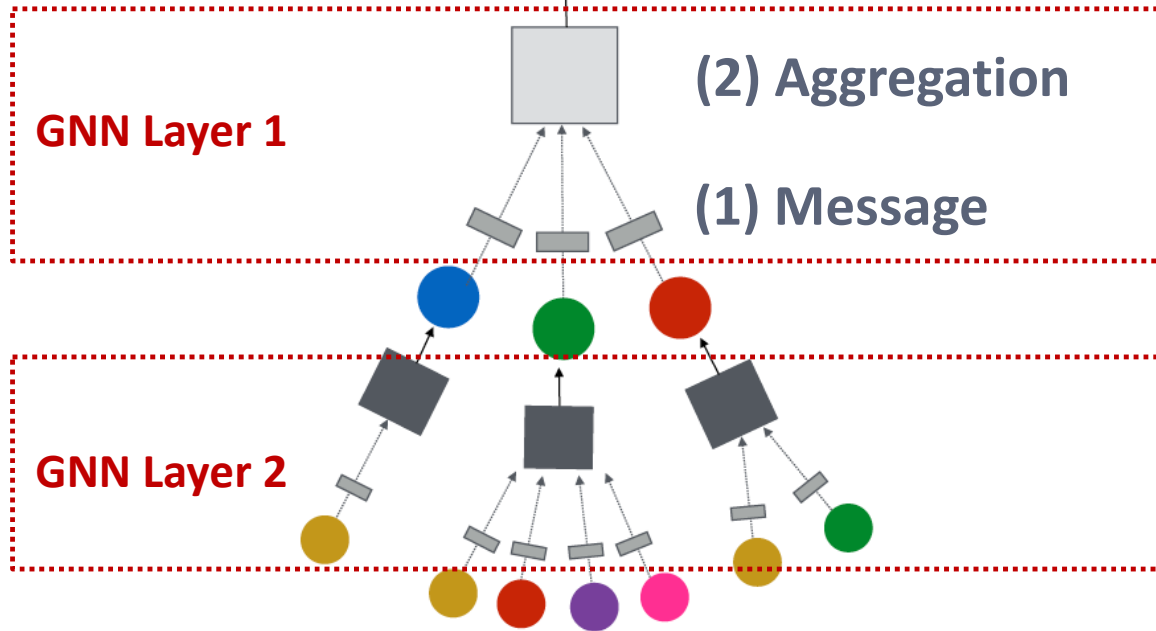 (2) Aggregation
GNN Layer 1
(1) Message
GNN Layer 2